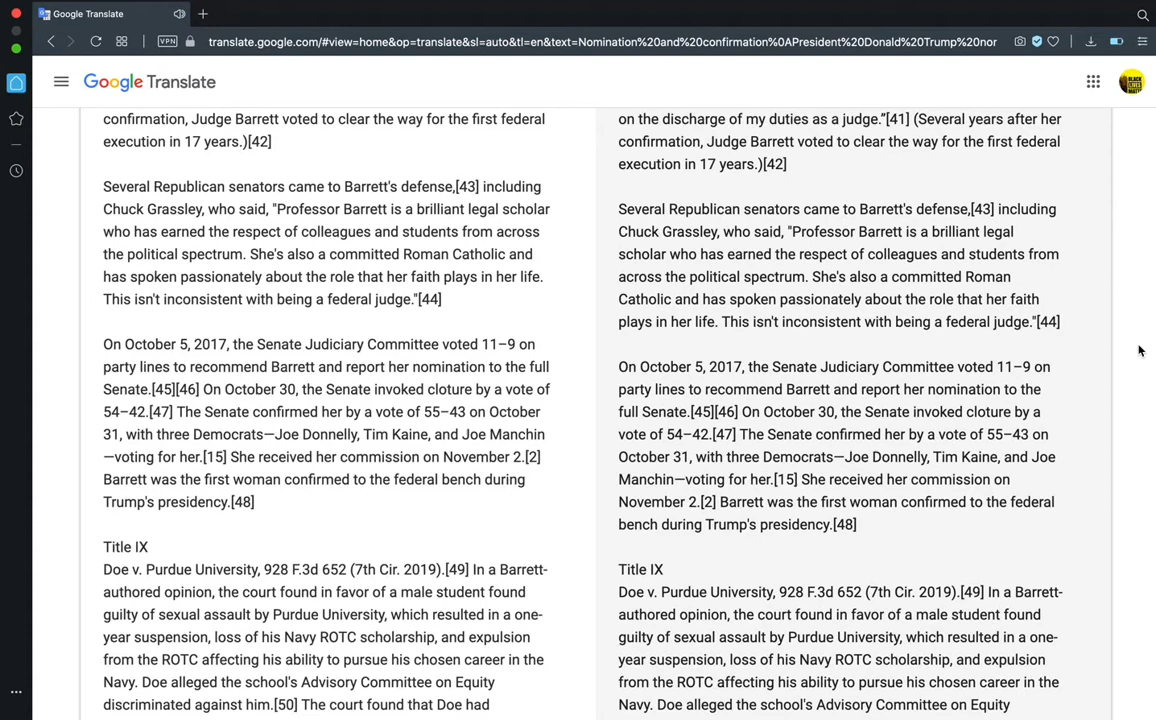 Google Translate
VPN
translate.google.com/#view=home&op=translate&sl=auto&tl=en&text=Nomination%20and%20confirmation%0APresident%20Donald%20Trump%20nor
Google Translate
BLACK
LIVES
MATTER
confirmation, Judge Barrett voted to clear the way for the first federal
execution in 17 years.)[42]
Several Republican senators came to Barrett's defense,[43] including
Chuck Grassley, who said, "Professor Barrett is a brilliant legal scholar
who has earned the respect of colleagues and students from across
the political spectrum. She's also a committed Roman Catholic and
has spoken passionately about the role that her faith plays in her life.
This isn't inconsistent with being a federal judge."[44]
On October 5, 2017, the Senate Judiciary Committee voted 11–9 on
party lines to recommend Barrett and report her nomination to the full
Senate.[45][46] On October 30, the Senate invoked cloture by a vote of
54–42.[47] The Senate confirmed her by a vote of 55–43 on October
31, with three Democrats—Joe Donnelly, Tim Kaine, and Joe Manchin
—voting for her.[15] She received her commission on November 2.[2]
Barrett was the first woman confirmed to the federal bench during
Trump's presidency.[48]
Title IX
Doe v. Purdue University, 928 F.3d 652 (7th Cir. 2019).[49] In a Barrett-
authored opinion, the court found in favor of a male student found
guilty of sexual assault by Purdue University, which resulted in a one-
year suspension, loss of his Navy ROTC scholarship, and expulsion
from the ROTC affecting his ability to pursue his chosen career in the
Navy. Doe alleged the school's Advisory Committee on Equity
discriminated against him.[50] The court found that Doe had
on the discharge of my duties as a judge."[41] (Several years after her
confirmation, Judge Barrett voted to clear the way for the first federal
execution in 17 years.)[42]
Several Republican senators came to Barrett's defense,[43] including
Chuck Grassley, who said, "Professor Barrett is a brilliant legal
scholar who has earned the respect of colleagues and students from
across the political spectrum. She's also a committed Roman
Catholic and has spoken passionately about the role that her faith
plays in her life. This isn't inconsistent with being a federal judge."[44]
On October 5, 2017, the Senate Judiciary Committee voted 11–9 on
party lines to recommend Barrett and report her nomination to the
full Senate.[45][46] On October 30, the Senate invoked cloture by a
vote of 54–42.[47] The Senate confirmed her by a vote of 55–43 on
October 31, with three Democrats—Joe Donnelly, Tim Kaine, and Joe
Manchin—voting for her.[15] She received her commission on
November 2.[2] Barrett was the first woman confirmed to the federal
bench during Trump's presidency.[48]
Title IX
Doe v. Purdue University, 928 F.3d 652 (7th Cir. 2019).[49] In a Barrett-
authored opinion, the court found in favor of a male student found
guilty of sexual assault by Purdue University, which resulted in a one-
year suspension, loss of his Navy ROTC scholarship, and expulsion
from the ROTC affecting his ability to pursue his chosen career in the
Navy. Doe alleged the school's Advisory Committee on Equity